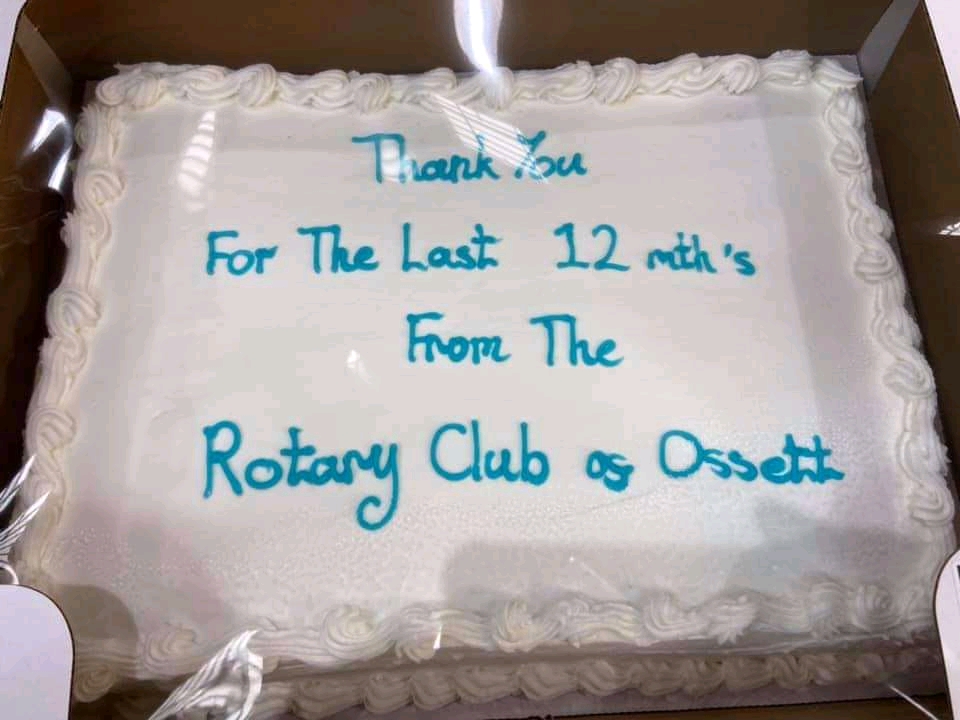 Thank You
For The Last 12 mth's
From The
Rotary Club of Ossett